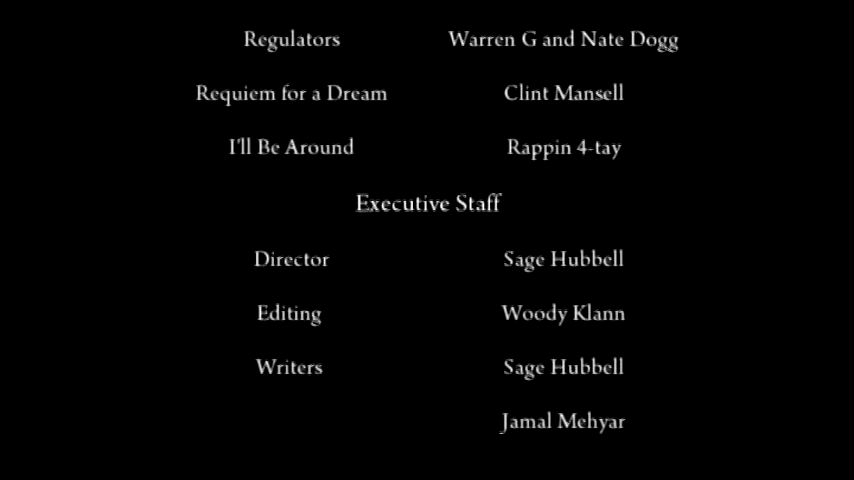 Regulators Warren G and Nate Dogg
Requiem for a Dream Clint Mansell
I'll Be Around Rappin 4-tay
Executive Staff
Director Sage Hubbell
Editing Woody Klann
Writers Sage Hubbell
Jamal Mehyar